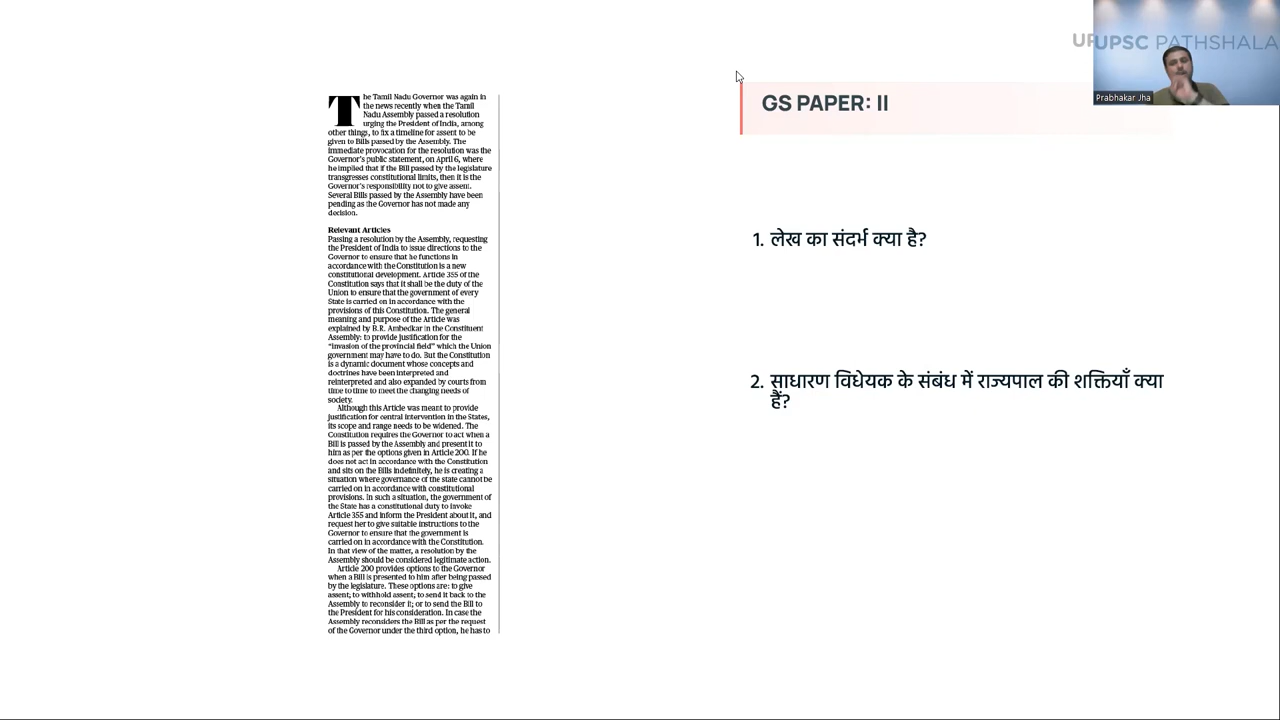 The Tamil Nadu Governor was again in
the news recently when the Tamil
Nadu Assembly passed a resolution
urging the President of India, among
other things, to fix a timeline for assent to be
given to Bills passed by the Assembly. The
immediate provocation for the resolution was the
Governor's public statement, on April 6, where
he implied that if the Bill passed by the legislature
transgresses constitutional limits, then it is the
Governor's responsibility not to give assent.
Several Bills passed by the Assembly have been
pending as the Governor has not made any
decision.
Relevant Articles
Passing a resolution by the Assembly, requesting
the President of India to issue directions to the
Governor to ensure that he functions in
accordance with the Constitution is a new
constitutional development. Article 355 of the
Constitution says that it shall be the duty of the
Union to ensure that the government of every
State is carried on in accordance with the
provisions of this Constitution. The general
meaning and purpose of the Article was
explained by B.R. Ambedkar in the Constituent
Assembly: to provide justification for the
“invasion of the provincial field” which the Union
government may have to do. But the Constitution
is a dynamic document whose concepts and
doctrines have been interpreted and
reinterpreted and also expanded by courts from
time to time to meet the changing needs of
society.
Although this Article was meant to provide
justification for central intervention in the States,
its scope and range needs to be widened. The
Constitution requires the Governor to act when a
Bill is passed by the Assembly and present it to
him as per the options given in Article 200. If he
does not act in accordance with the Constitution
and sits on the Bills indefinitely, he is creating a
situation where governance of the state cannot be
carried on in accordance with constitutional
provisions. In such a situation, the government of
the State has a constitutional duty to invoke
Article 355 and inform the President about it, and
request her to give suitable instructions to the
Governor to ensure that the government is
carried on in accordance with the Constitution.
In that view of the matter, a resolution by the
Assembly should be considered legitimate action.
Article 200 provides options to the Governor
when a Bill is presented to him after being passed
by the legislature. These options are: to give
assent; to withhold assent; to send it back to the
Assembly to reconsider it; or to send the Bill to
the President for his consideration. In case the
Assembly reconsiders the Bill as per the request
of the Governor under the third option, he has to
GS PAPER: II
1. लेख का संदर्भ क्या है?
2. साधारण विधेयक के संबंध में राज्यपाल की शक्तियाँ क्या
हैं?
UPSC PATHSHALA
Prabhakar Jha